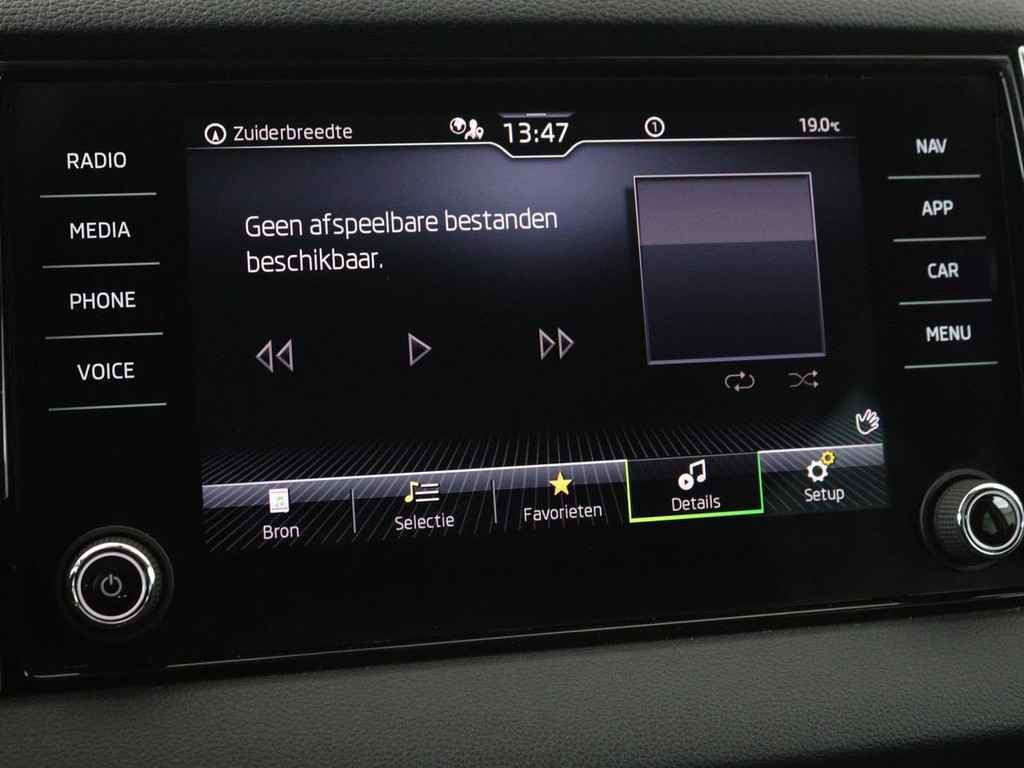 Zuiderbreedte 13:47 1 19.0°C
RADIO
MEDIA
PHONE
VOICE
Geen afspeelbare bestanden
beschikbaar.
NAV
APP
CAR
MENU
Bron Selectie Favorieten Details Setup